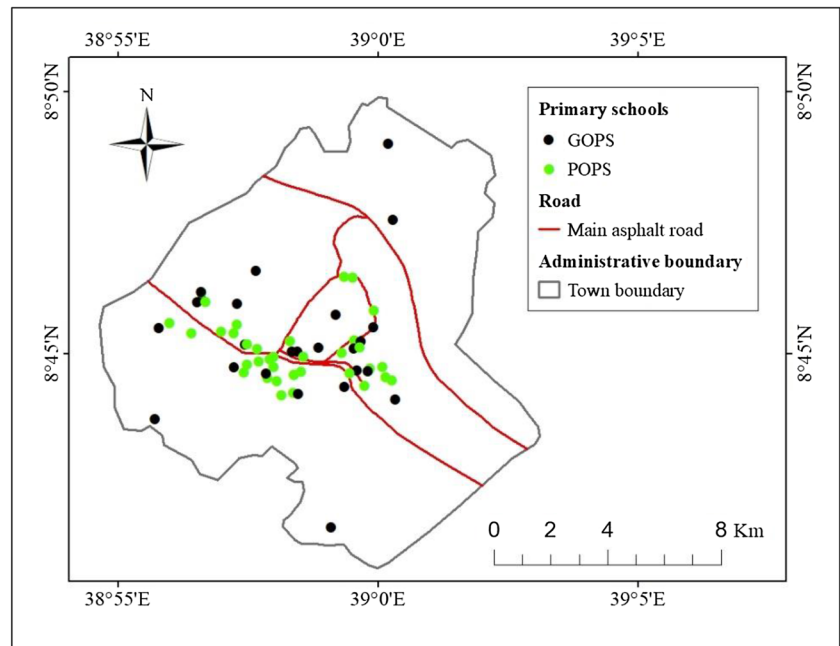 38°55'E 39°0'E 39°5'E
8°50'N 8°50'N
N
Primary schools
GOPS
POPS
Road
Main asphalt road
Administrative boundary
Town boundary
8°45'N 8°45'N
0 2 4 8 Km
38°55'E 39°0'E 39°5'E